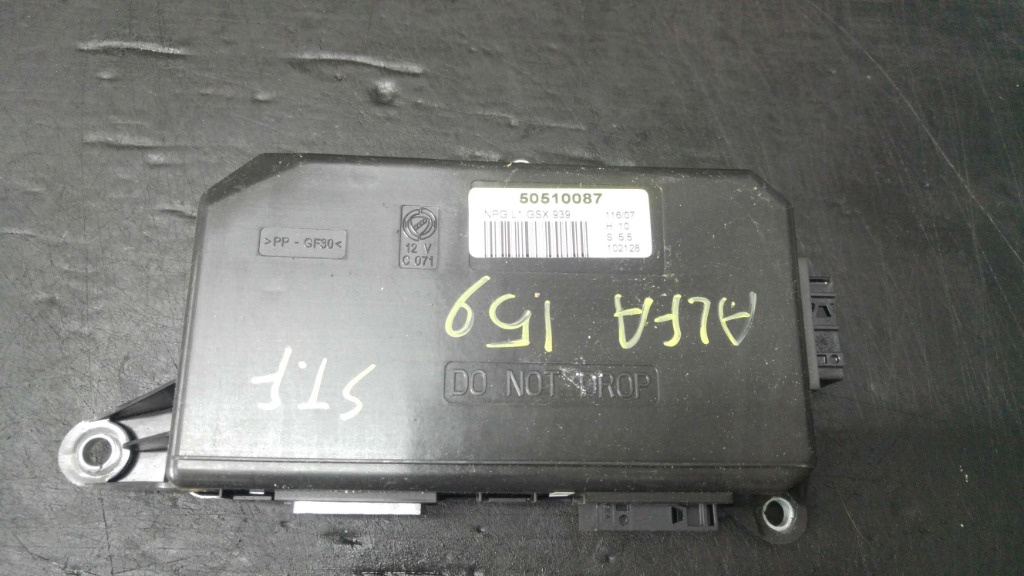 50510087
NPG L1 GSX 939
116/07
H 10
S 5.5
102128
>PP - GF30<
12 V
C 071
ALFA 159
DO NOT DROP
ST.f